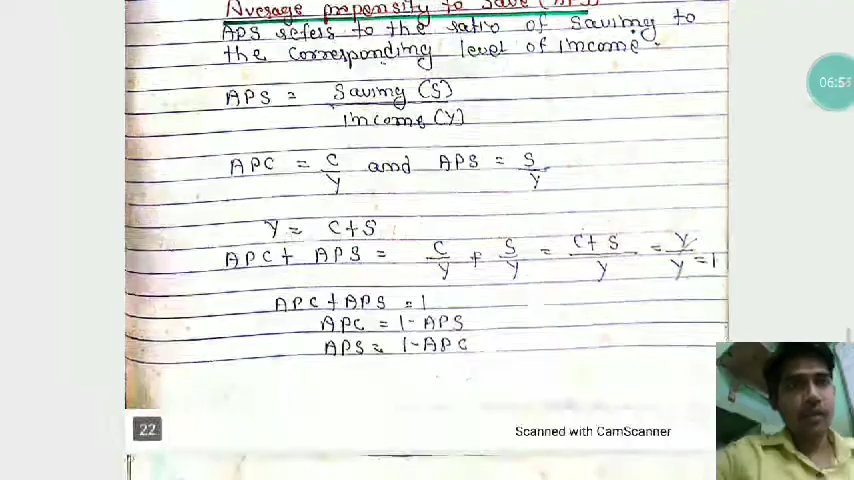 Average propensity to save (APS)
APS refers to the ratio of saving to
the corresponding level of income.
06:5
APS = Saving (S)
income (Y)
APC = C/Y and APS = S/Y
Y = C+S
APC + APS = C/Y + S/Y = C+S/Y = Y/Y = 1
APC + APS = 1
APC = 1 - APS
APS = 1 - APC
22
Scanned with CamScanner